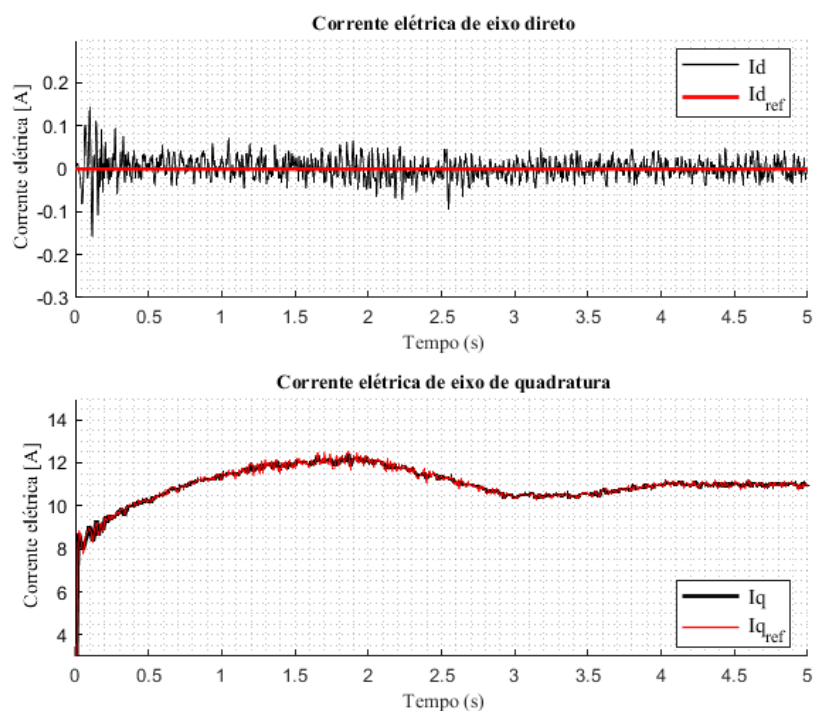 Corrente elétrica de eixo direto
Corrente elétrica [A]
0.2
0.1
0
-0.1
-0.2
-0.3
Id
Id_ref
0 0.5 1 1.5 2 2.5 3 3.5 4 4.5 5
Tempo (s)
Corrente elétrica de eixo de quadratura
Corrente elétrica [A]
14
12
10
8
6
4
Iq
Iq_ref
0 0.5 1 1.5 2 2.5 3 3.5 4 4.5 5
Tempo (s)